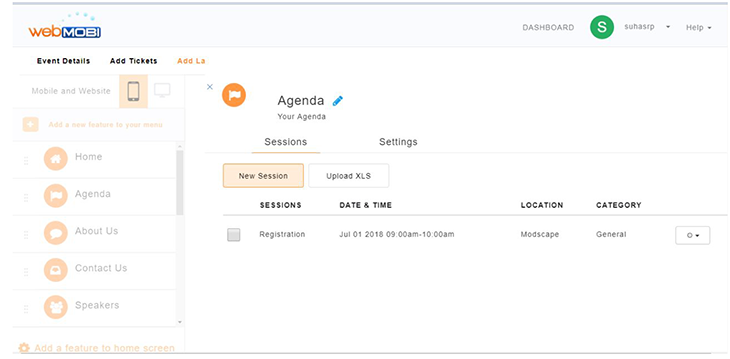 webMOBI
DASHBOARD
S
suhasrp
Help
Event Details
Add Tickets
Add La
Mobile and Website
Add a new feature to your menu
Home
Agenda
About Us
Contact Us
Speakers
Add a feature to home screen
×
Agenda
Your Agenda
Sessions
Settings
New Session
Upload XLS
SESSIONS DATE & TIME LOCATION CATEGORY
Registration Jul 01 2018 09:00am-10:00am Modscape General